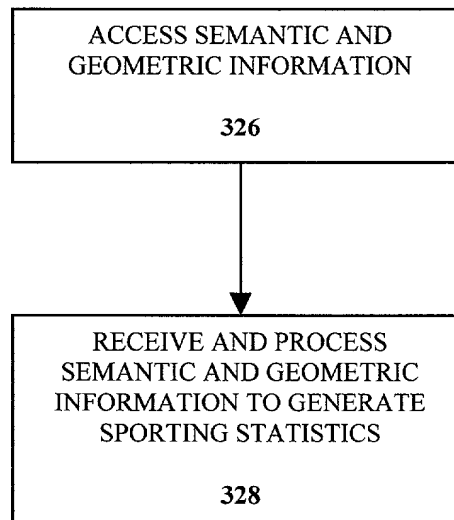 ACCESS SEMANTIC AND
GEOMETRIC INFORMATION
326
RECEIVE AND PROCESS
SEMANTIC AND GEOMETRIC
INFORMATION TO GENERATE
SPORTING STATISTICS
328